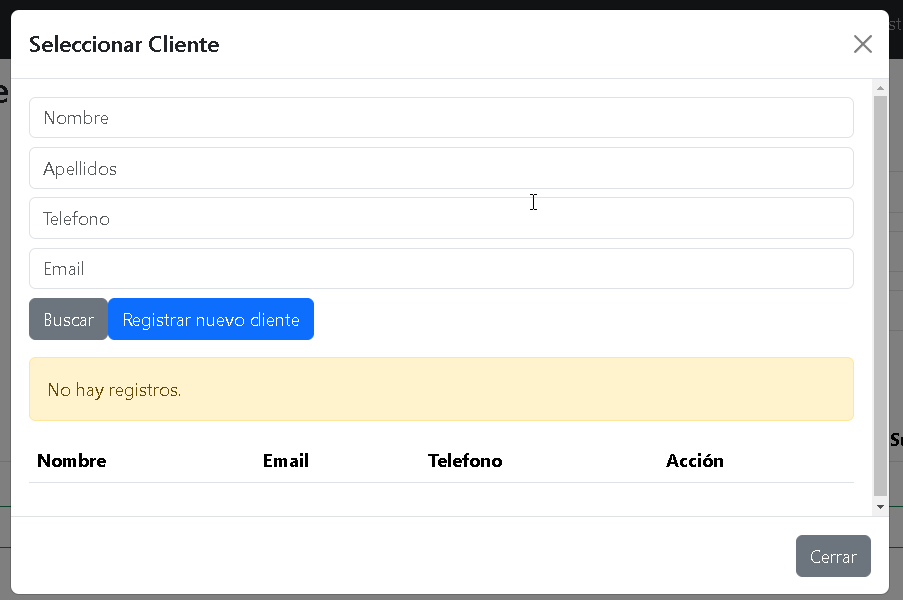 Seleccionar Cliente
Nombre
Apellidos
Telefono
Email
Buscar Registrar nuevo cliente
No hay registros.
Nombre Email Telefono Acción
Cerrar